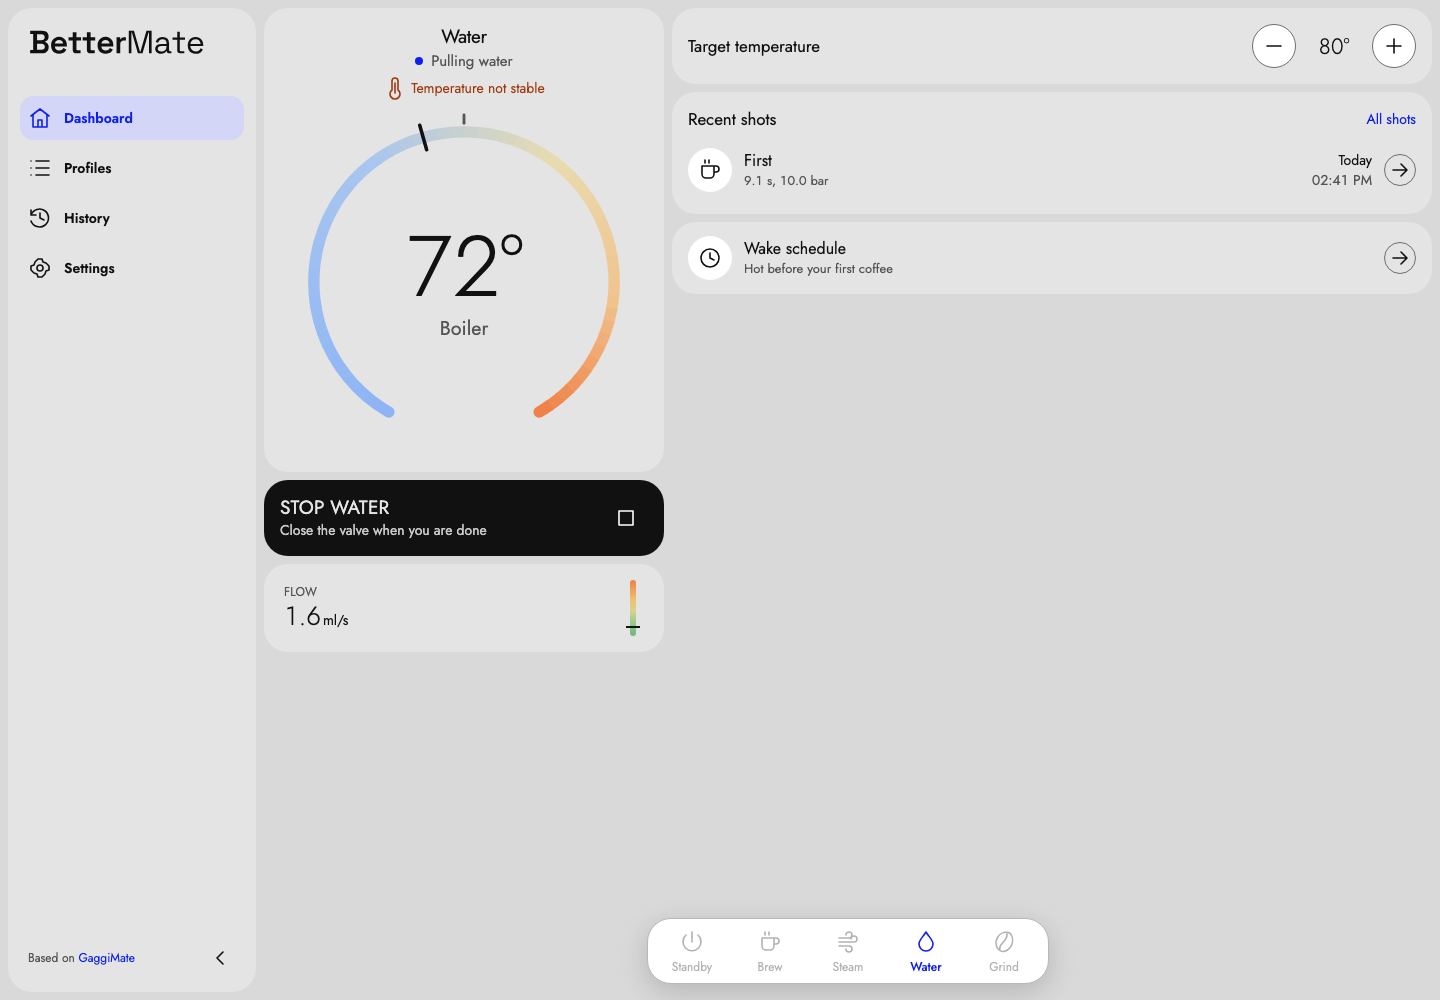 BetterMate
Dashboard
Profiles
History
Settings
Based on GaggiMate
Water
Pulling water
Temperature not stable
72°
Boiler
STOP WATER
Close the valve when you are done
FLOW
1.6 ml/s
Target temperature
80°
Recent shots
All shots
First
9.1 s, 10.0 bar
Today
02:41 PM
Wake schedule
Hot before your first coffee
Standby
Brew
Steam
Water
Grind